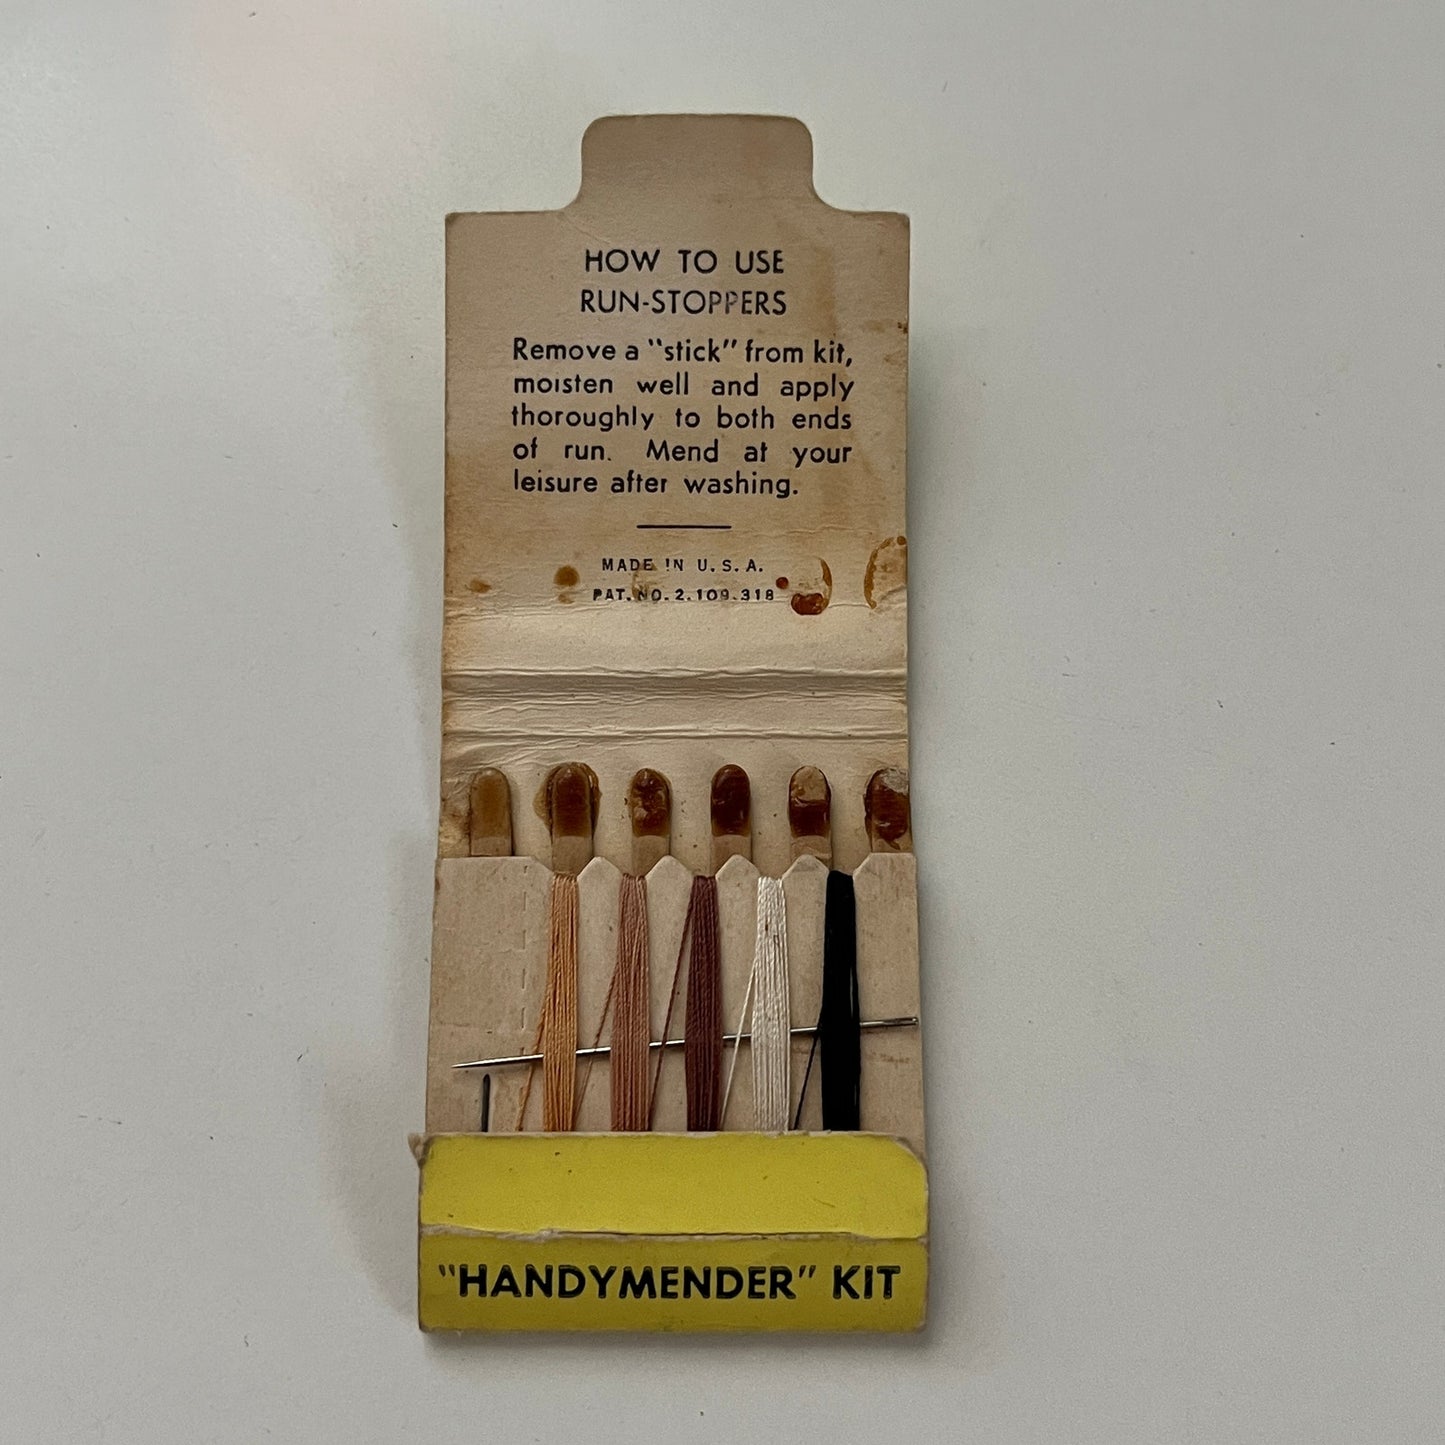 HOW TO USE
RUN-STOPPERS
Remove a "stick" from kit,
moisten well and apply
thoroughly to both ends
of run. Mend at your
leisure after washing.
MADE IN U.S.A.
PAT. NO. 2.109.318
"HANDYMENDER" KIT